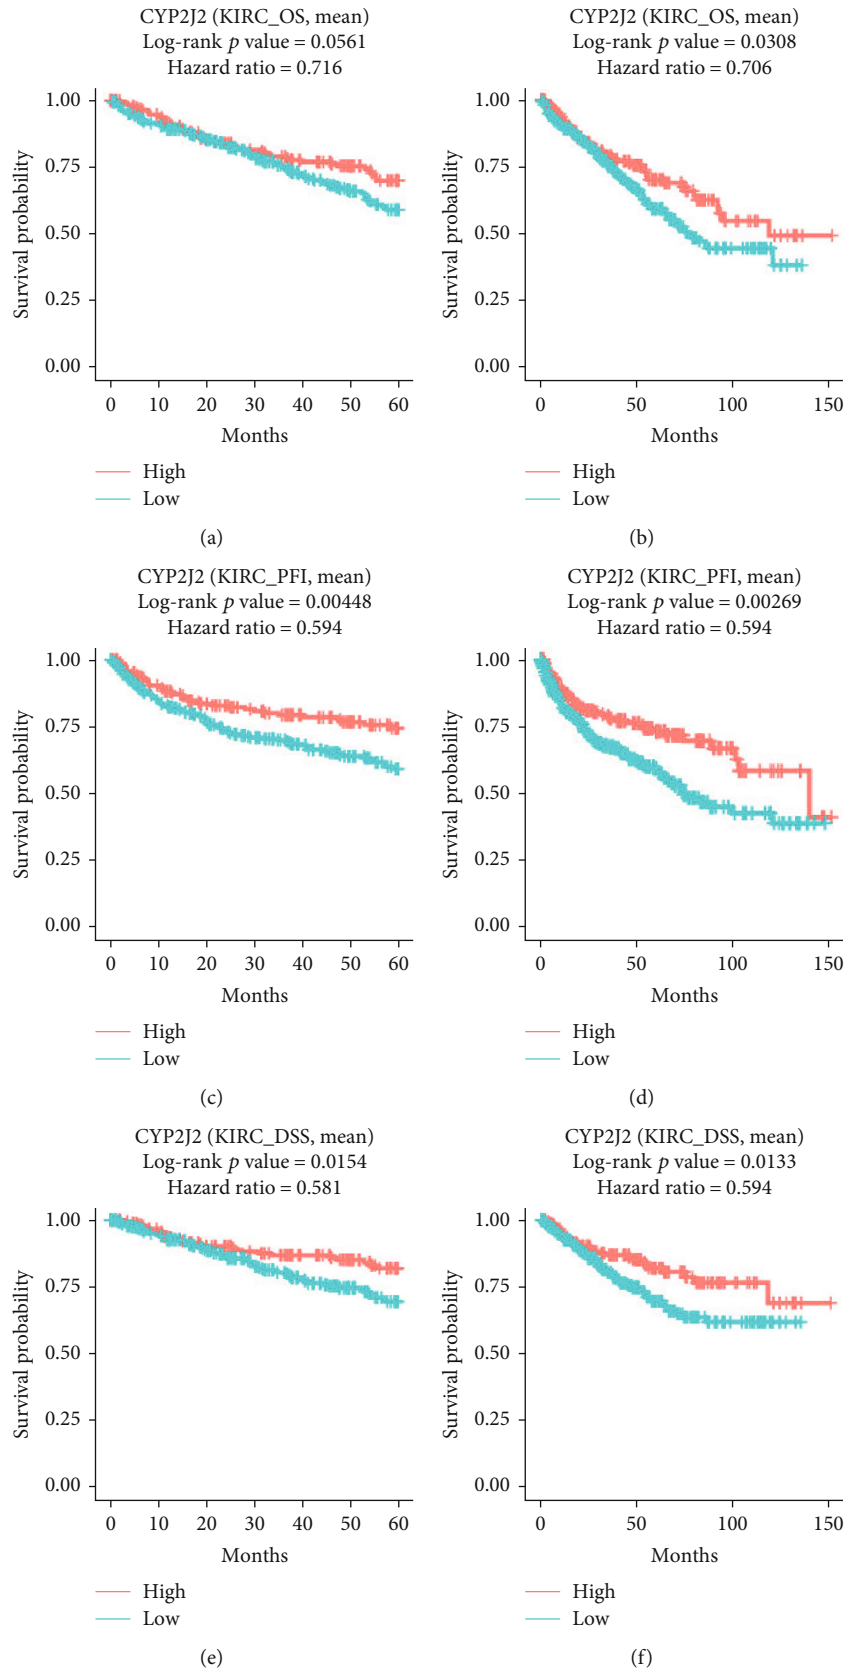 CYP2J2 (KIRC_OS, mean)
Log-rank p value = 0.0561
Hazard ratio = 0.716
1.00
0.75
0.50
0.25
0.00
Survival probability
0 10 20 30 40 50 60
Months
High
Low
(a)
CYP2J2 (KIRC_OS, mean)
Log-rank p value = 0.0308
Hazard ratio = 0.706
1.00
0.75
0.50
0.25
0.00
Survival probability
0 50 100 150
Months
High
Low
(b)
CYP2J2 (KIRC_PFI, mean)
Log-rank p value = 0.00448
Hazard ratio = 0.594
1.00
0.75
0.50
0.25
0.00
Survival probability
0 10 20 30 40 50 60
Months
High
Low
(c)
CYP2J2 (KIRC_PFI, mean)
Log-rank p value = 0.00269
Hazard ratio = 0.594
1.00
0.75
0.50
0.25
0.00
Survival probability
0 50 100 150
Months
High
Low
(d)
CYP2J2 (KIRC_DSS, mean)
Log-rank p value = 0.0154
Hazard ratio = 0.581
1.00
0.75
0.50
0.25
0.00
Survival probability
0 10 20 30 40 50 60
Months
High
Low
(e)
CYP2J2 (KIRC_DSS, mean)
Log-rank p value = 0.0133
Hazard ratio = 0.594
1.00
0.75
0.50
0.25
0.00
Survival probability
0 50 100 150
Months
High
Low
(f)